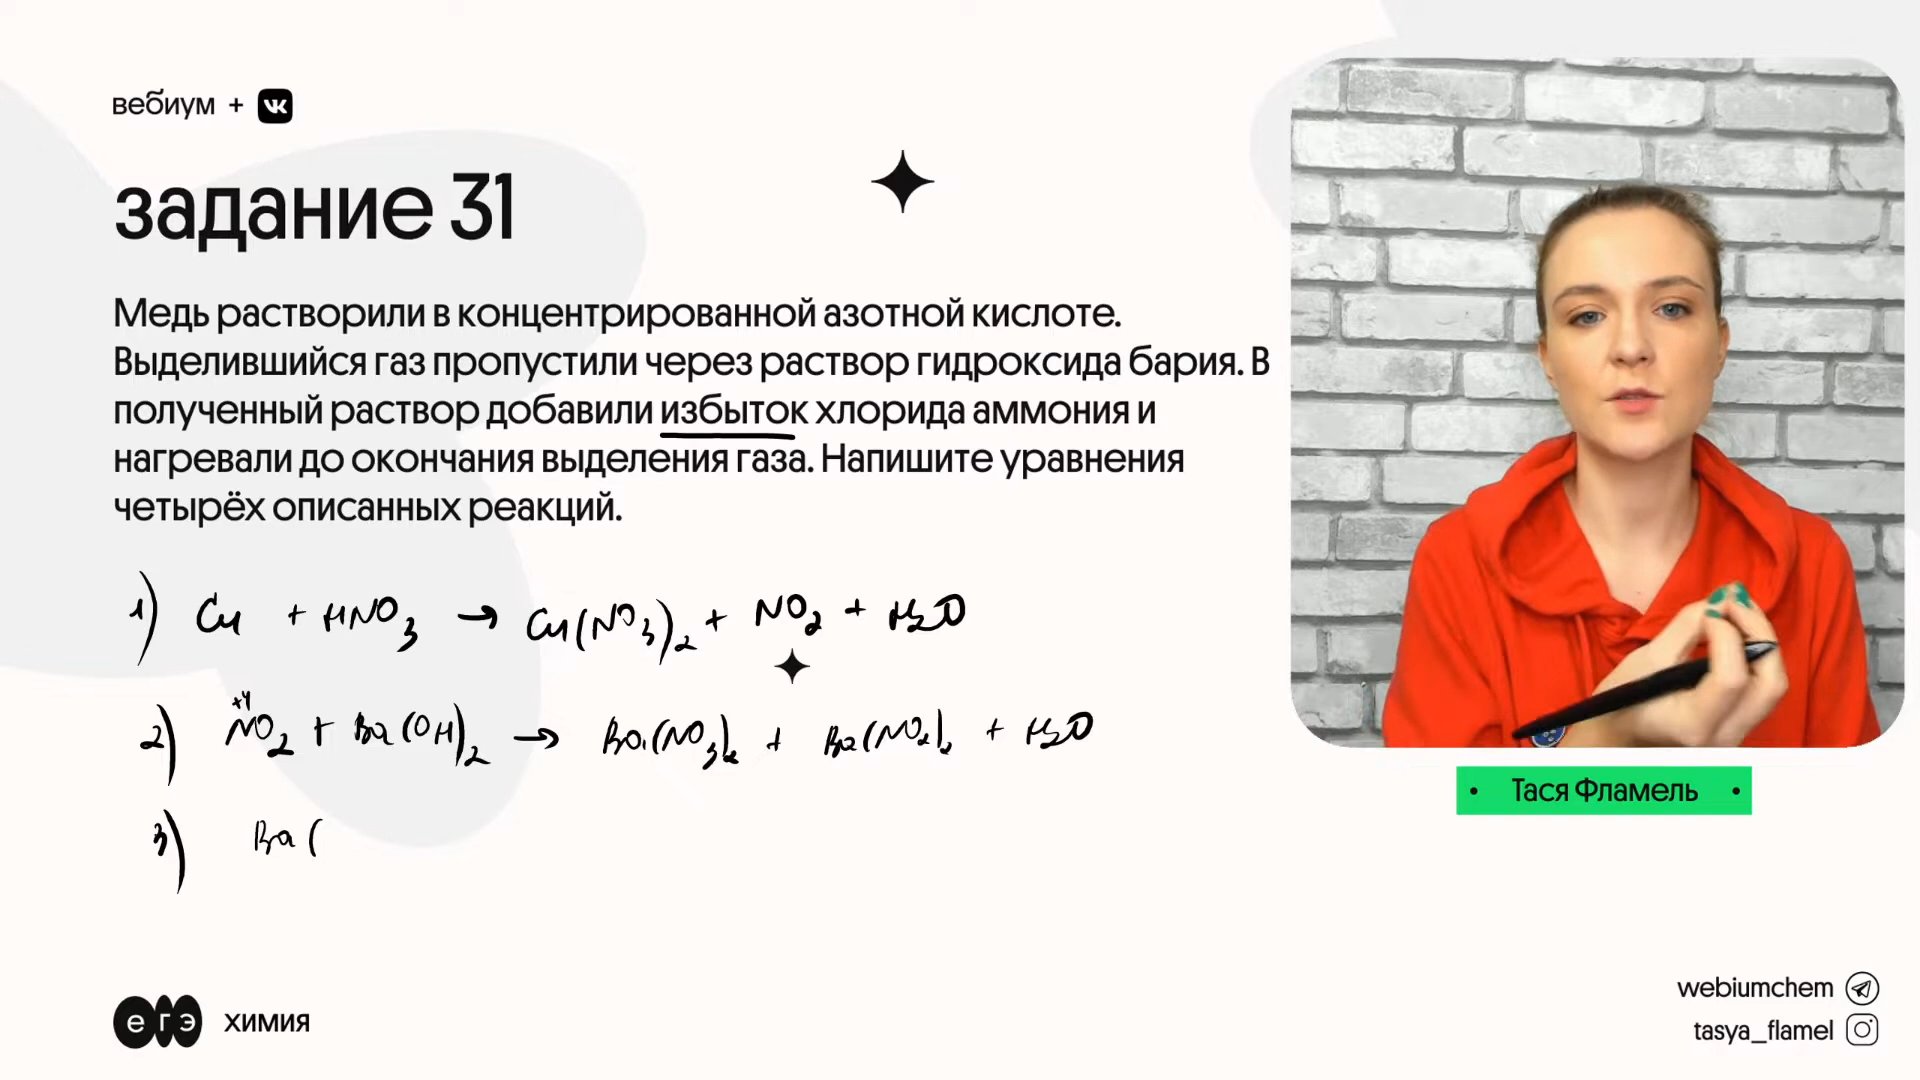 вебиум +
задание 31
Медь растворили в концентрированной азотной кислоте.
Выделившийся газ пропустили через раствор гидроксида бария. В
полученный раствор добавили избыток хлорида аммония и
нагревали до окончания выделения газа. Напишите уравнения
четырёх описанных реакций.
1) Cu + HNO3 → Cu(NO3)2 + NO2 + H2O
+4
2) NO2 + Ba(OH)2 → Ba(NO3)2 + Ba(NO2)2 + H2O
3) Ba(
• Тася Фламель •
егэ химия
webiumchem
tasya_flamel